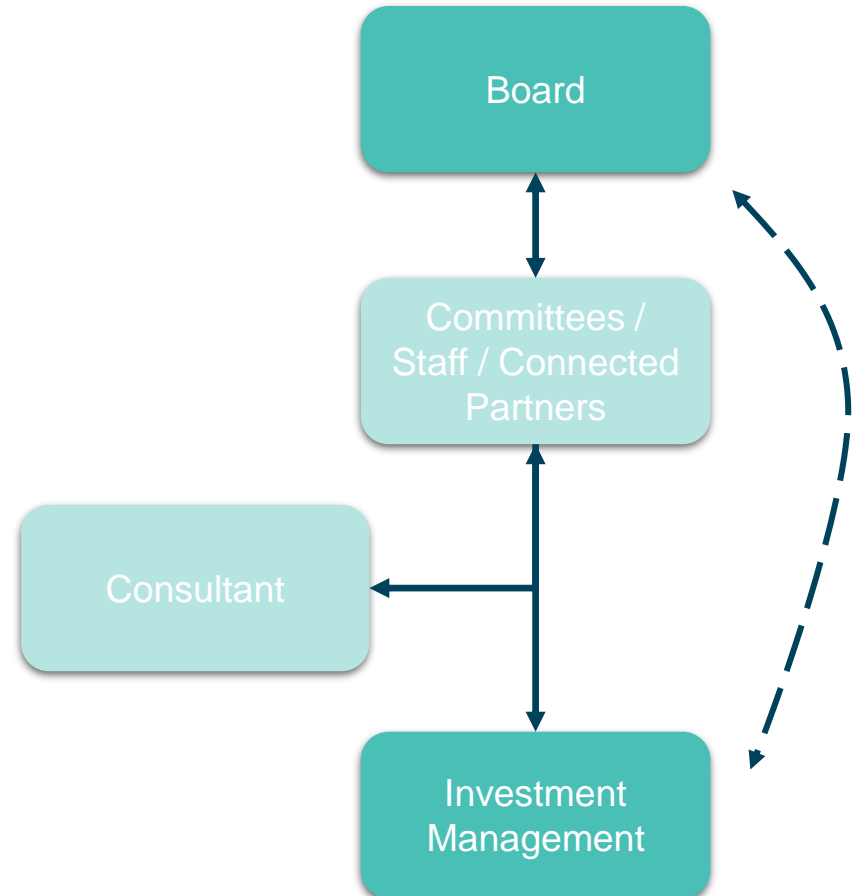 Board
Committees /
Staff / Connected
Partners
Consultant
Investment
Management